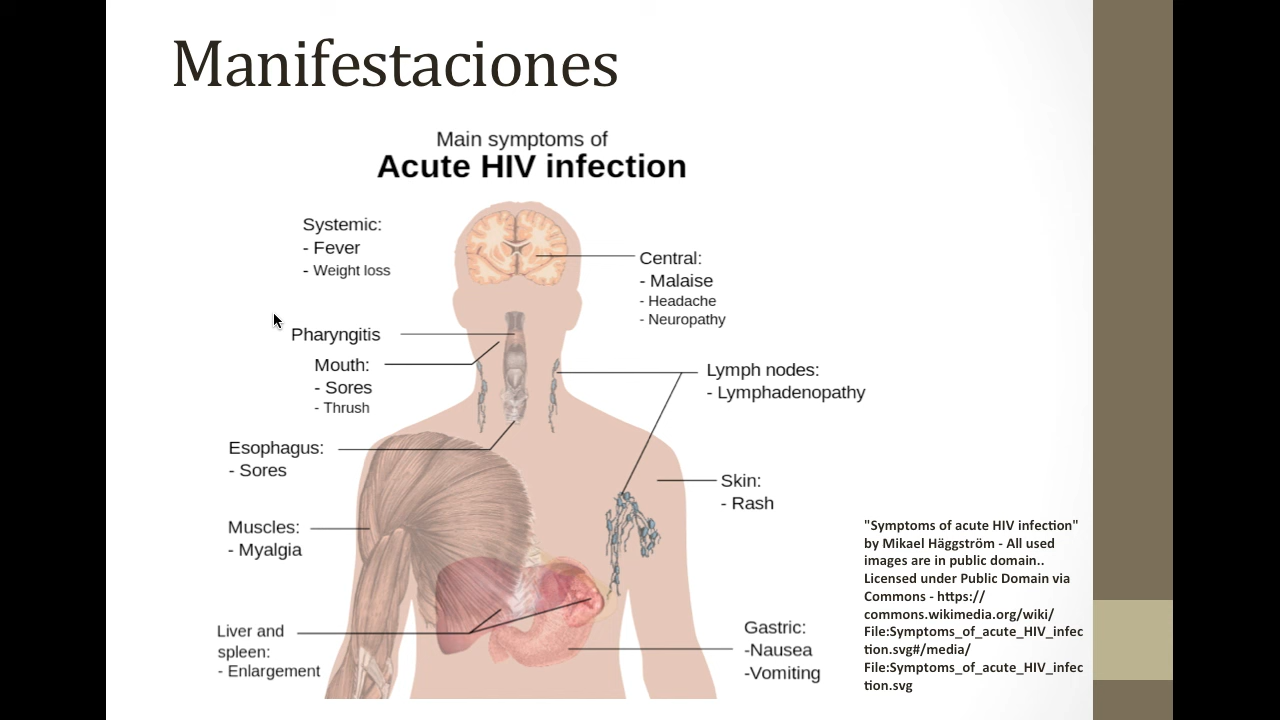 Manifestaciones
Main symptoms of
Acute HIV infection
Systemic:
- Fever
- Weight loss
Central:
- Malaise
- Headache
- Neuropathy
Pharyngitis
Mouth:
- Sores
- Thrush
Lymph nodes:
- Lymphadenopathy
Esophagus:
- Sores
Skin:
- Rash
Muscles:
- Myalgia
Liver and
spleen:
- Enlargement
Gastric:
-Nausea
-Vomiting
"Symptoms of acute HIV infection"
by Mikael Häggström - All used
images are in public domain..
Licensed under Public Domain via
Commons - https://
commons.wikimedia.org/wiki/
File:Symptoms_of_acute_HIV_infec
tion.svg#/media/
File:Symptoms_of_acute_HIV_infec
tion.svg